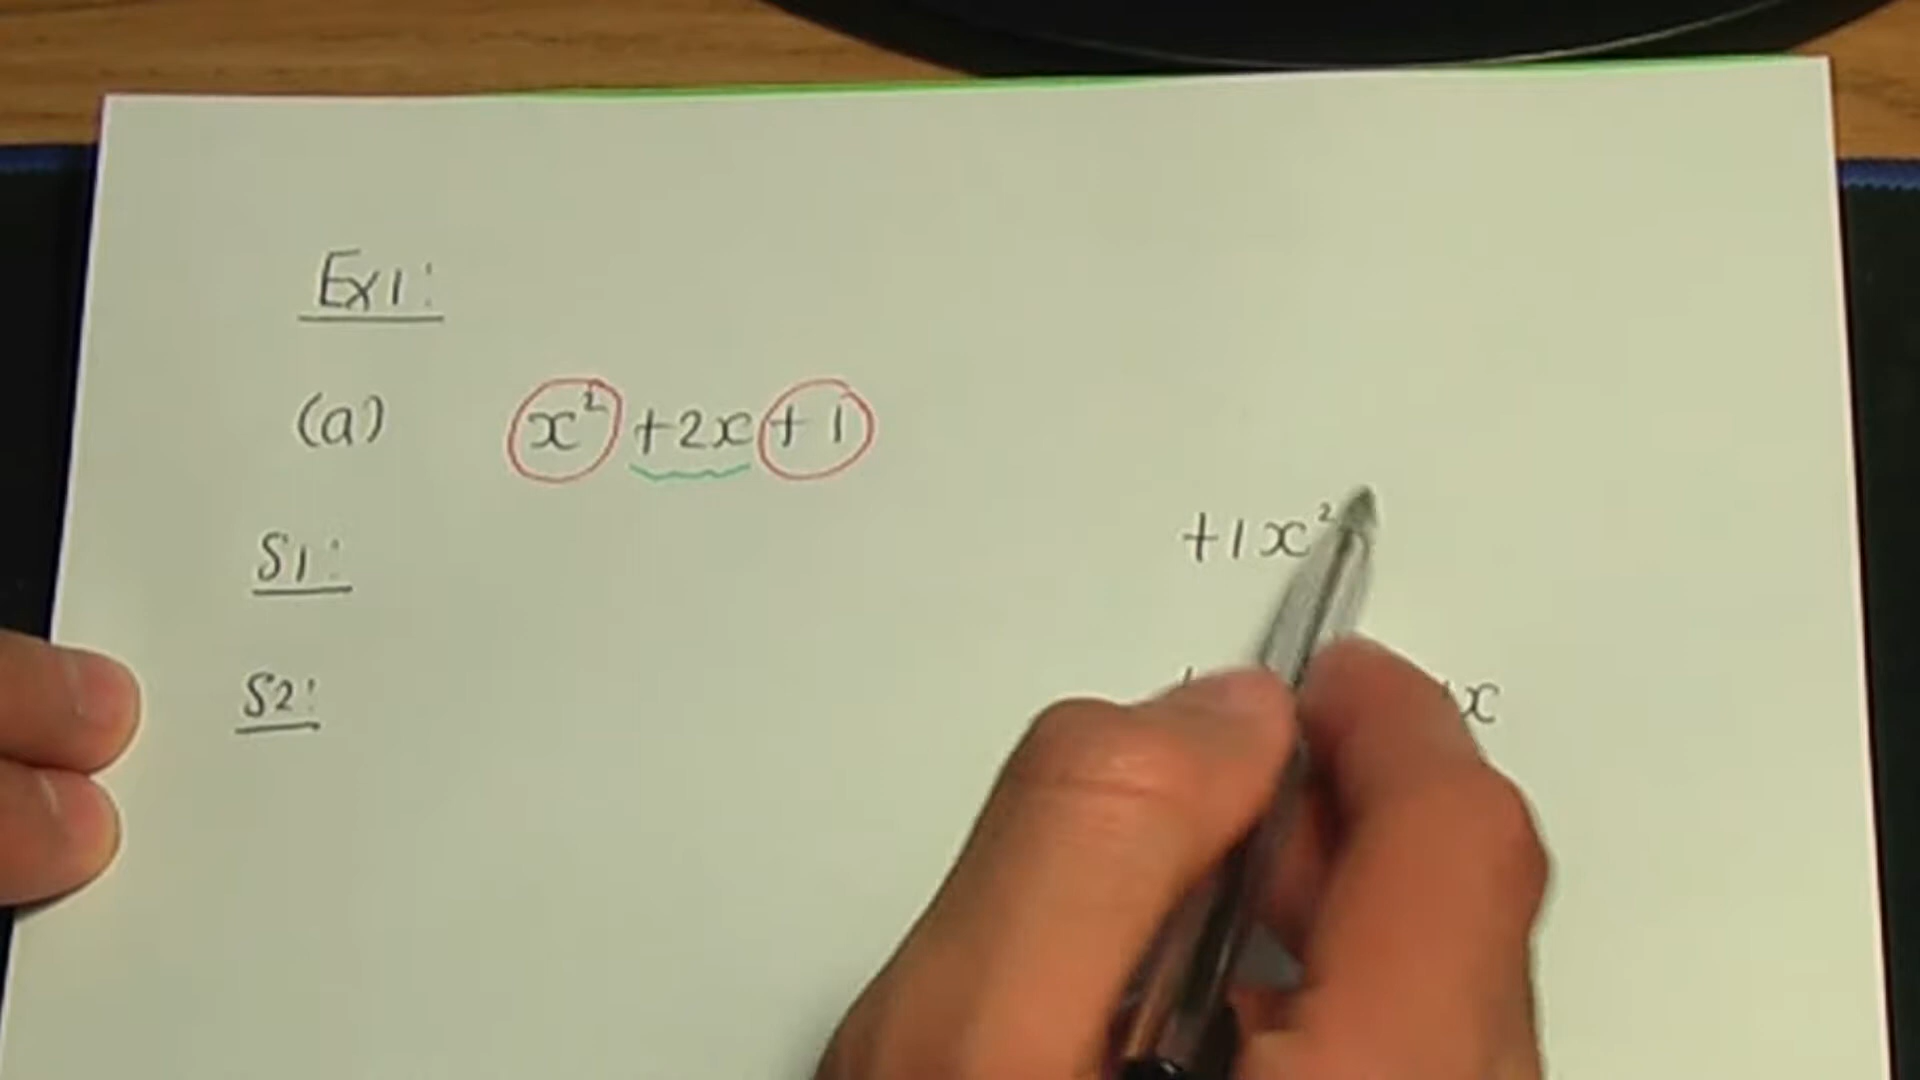 Ex1:
(a) x² +2x +1
S1:
+1x²
S2:
x